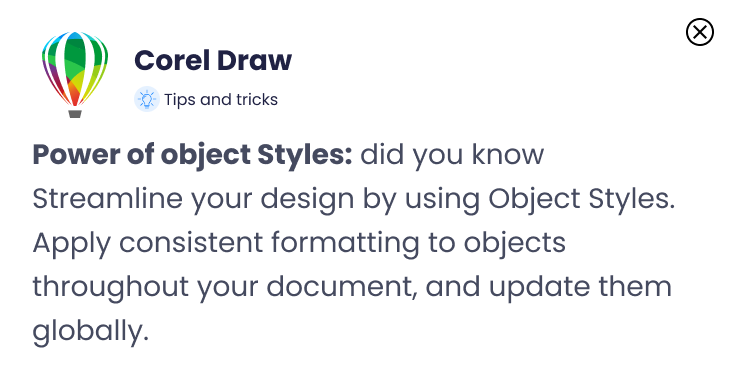 Corel Draw
Tips and tricks
Power of object Styles: did you know
Streamline your design by using Object Styles.
Apply consistent formatting to objects
throughout your document, and update them
globally.